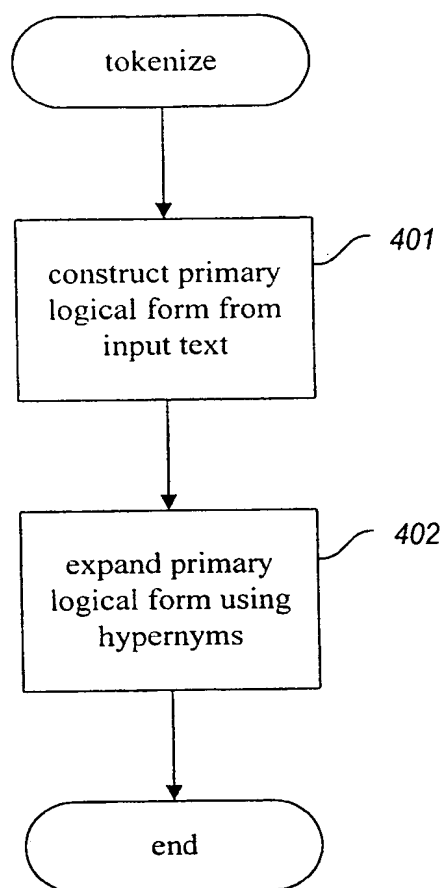 tokenize
401
construct primary
logical form from
input text
402
expand primary
logical form using
hypernyms
end